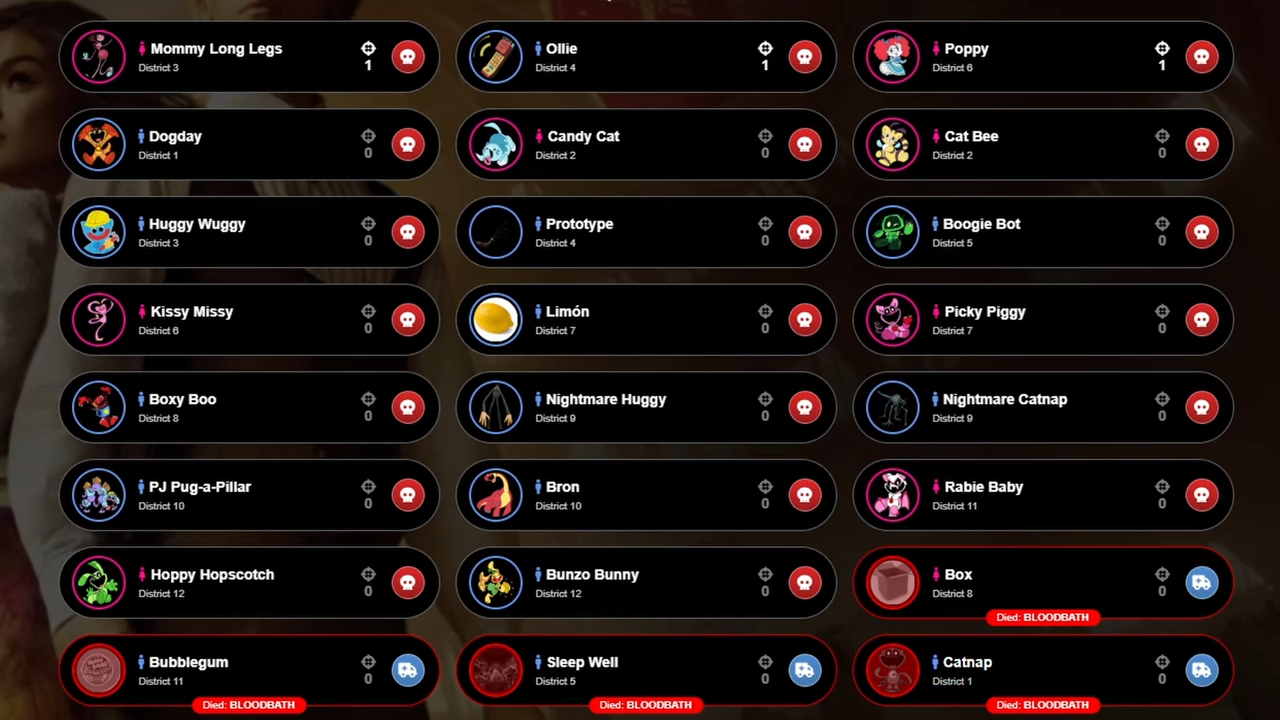 Mommy Long Legs
District 3
1
Ollie
District 4
1
Poppy
District 6
1
Dogday
District 1
0
Candy Cat
District 2
0
Cat Bee
District 2
0
Huggy Wuggy
District 3
0
Prototype
District 4
0
Boogie Bot
District 5
0
Kissy Missy
District 6
0
Limón
District 7
0
Picky Piggy
District 7
0
Boxy Boo
District 8
0
Nightmare Huggy
District 9
0
Nightmare Catnap
District 9
0
PJ Pug-a-Pillar
District 10
0
Bron
District 10
0
Rabie Baby
District 11
0
Hoppy Hopscotch
District 12
0
Bunzo Bunny
District 12
0
Box
District 8
0
Died: BLOODBATH
Bubblegum
District 11
0
Died: BLOODBATH
Sleep Well
District 5
0
Died: BLOODBATH
Catnap
District 1
0
Died: BLOODBATH